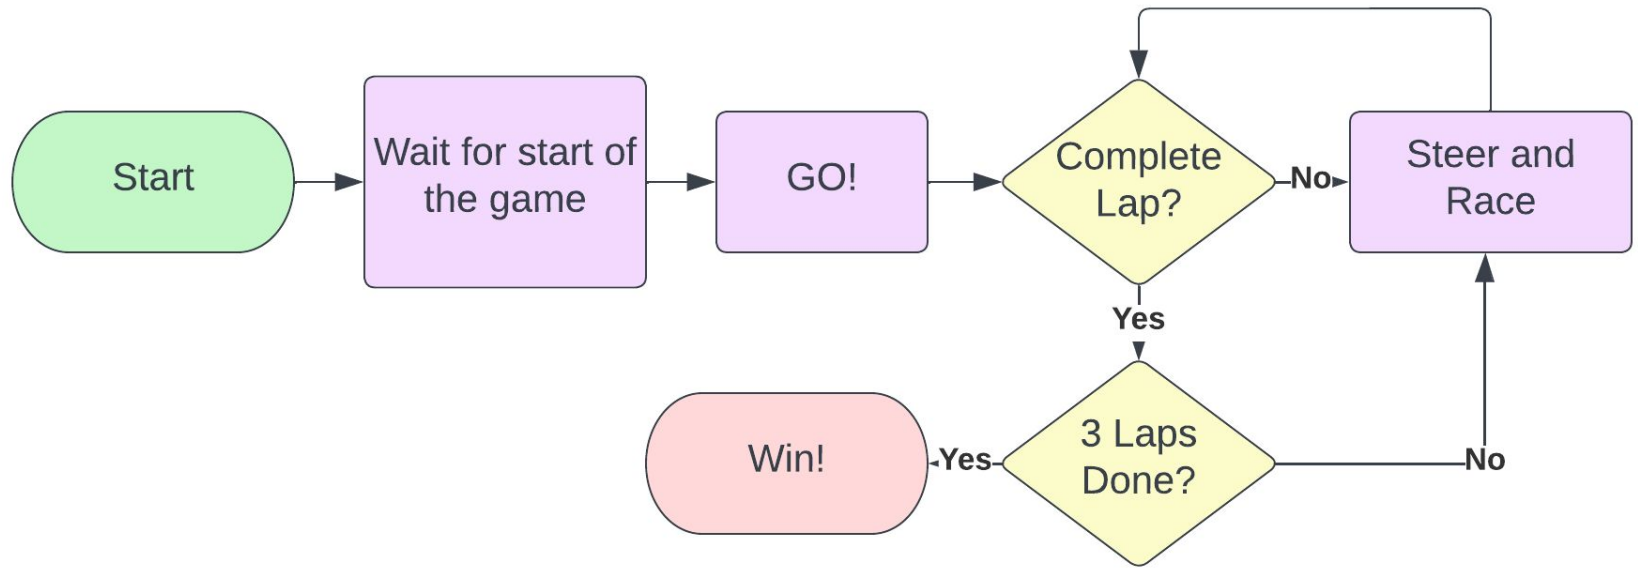 Start
Wait for start of
the game
GO!
Complete
Lap?
No
Steer and
Race
Yes
3 Laps
Done?
Yes
Win!
No